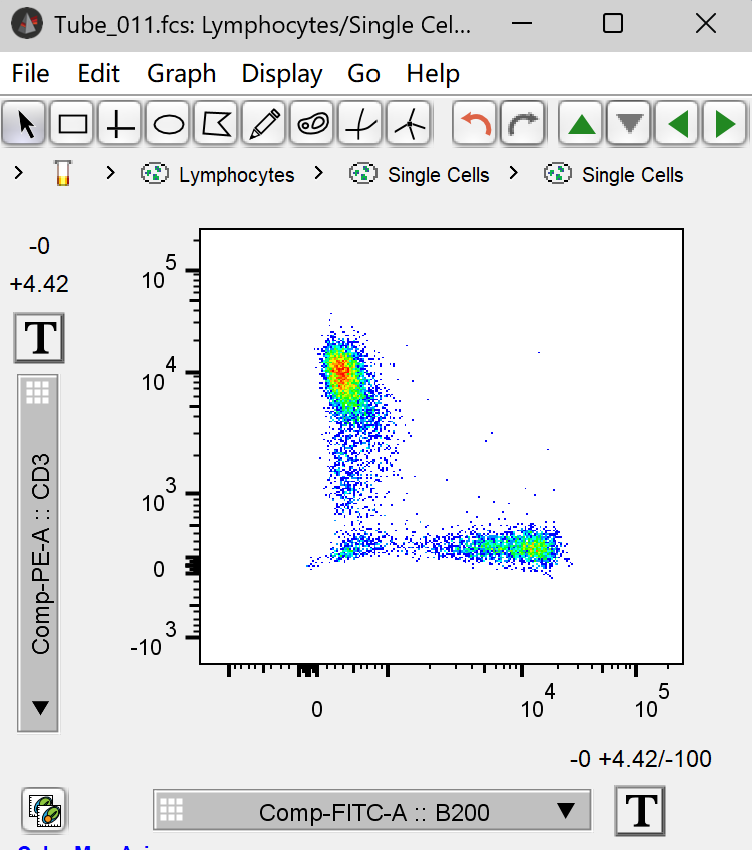 Tube_011.fcs: Lymphocytes/Single Cel...
File Edit Graph Display Go Help
Lymphocytes > Single Cells > Single Cells
-0
+4.42
T
Comp-PE-A :: CD3
10^5
10^4
10^3
0
-10^3
0 10^4 10^5
-0 +4.42/-100
Comp-FITC-A :: B200
T